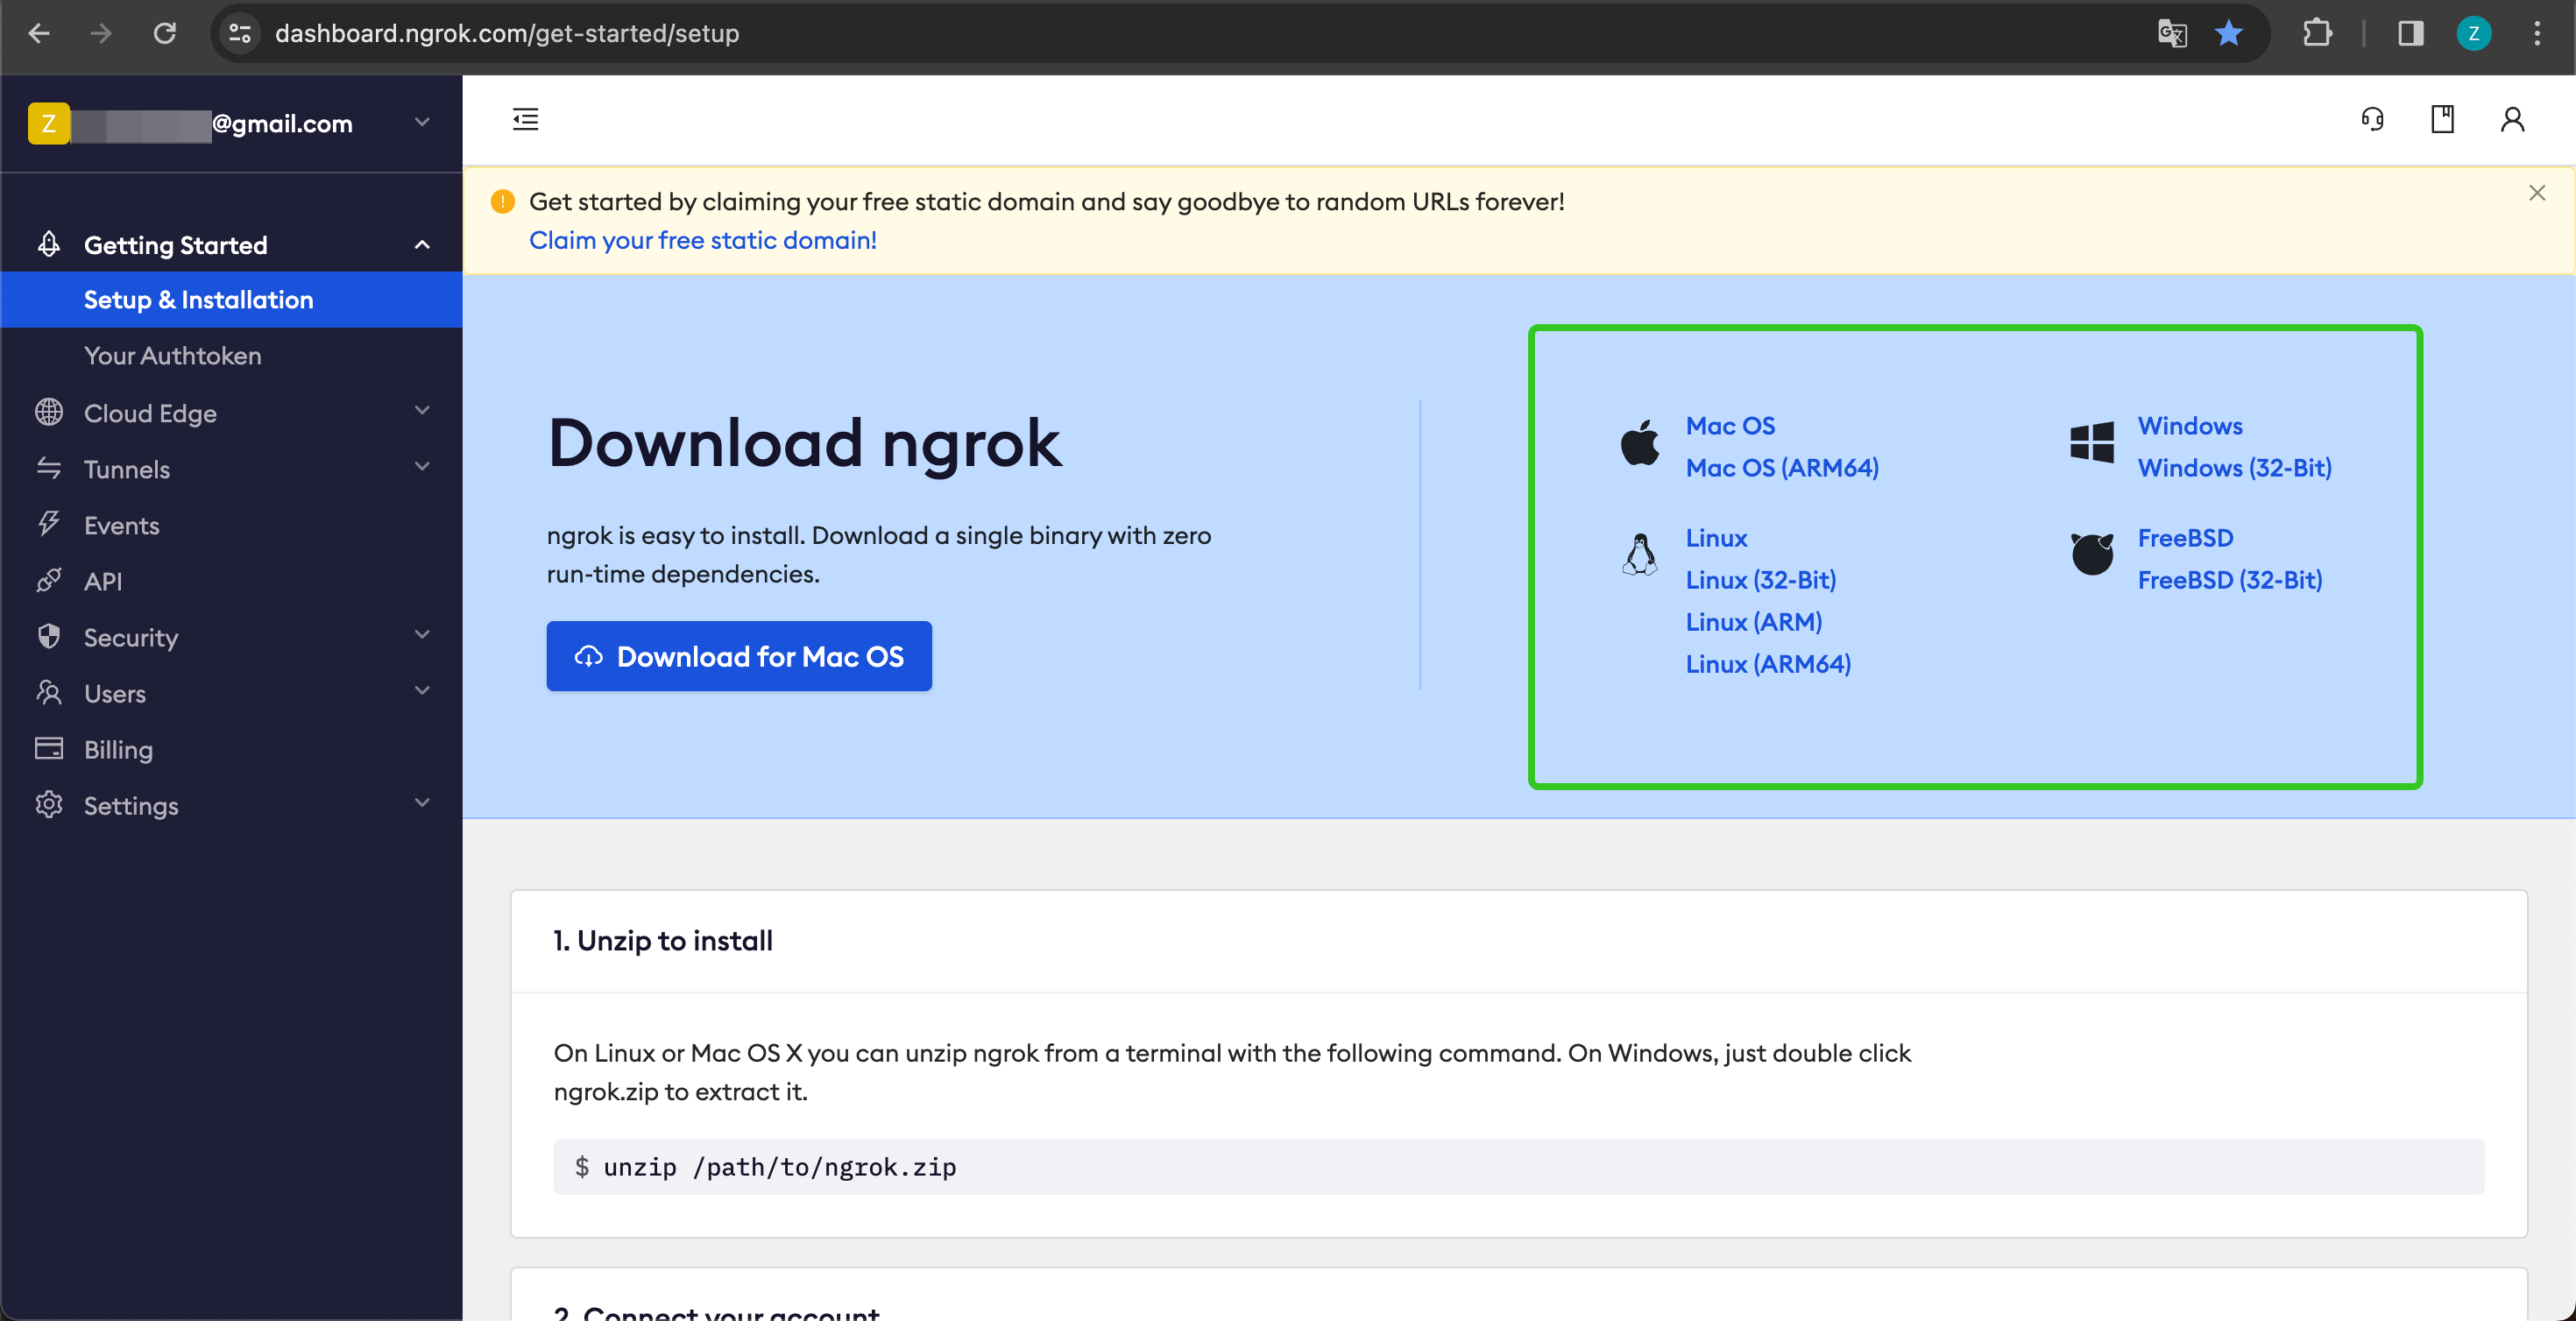 dashboard.ngrok.com/get-started/setup
Z
Z
@gmail.com
Getting Started
Setup & Installation
Your Authtoken
Cloud Edge
Tunnels
Events
API
Security
Users
Billing
Settings
Get started by claiming your free static domain and say goodbye to random URLs forever!
Claim your free static domain!
Download ngrok
ngrok is easy to install. Download a single binary with zero
run-time dependencies.
Download for Mac OS
Mac OS
Mac OS (ARM64)
Windows
Windows (32-Bit)
Linux
Linux (32-Bit)
Linux (ARM)
Linux (ARM64)
FreeBSD
FreeBSD (32-Bit)
1. Unzip to install
On Linux or Mac OS X you can unzip ngrok from a terminal with the following command. On Windows, just double click
ngrok.zip to extract it.
$ unzip /path/to/ngrok.zip
2. Connect your account